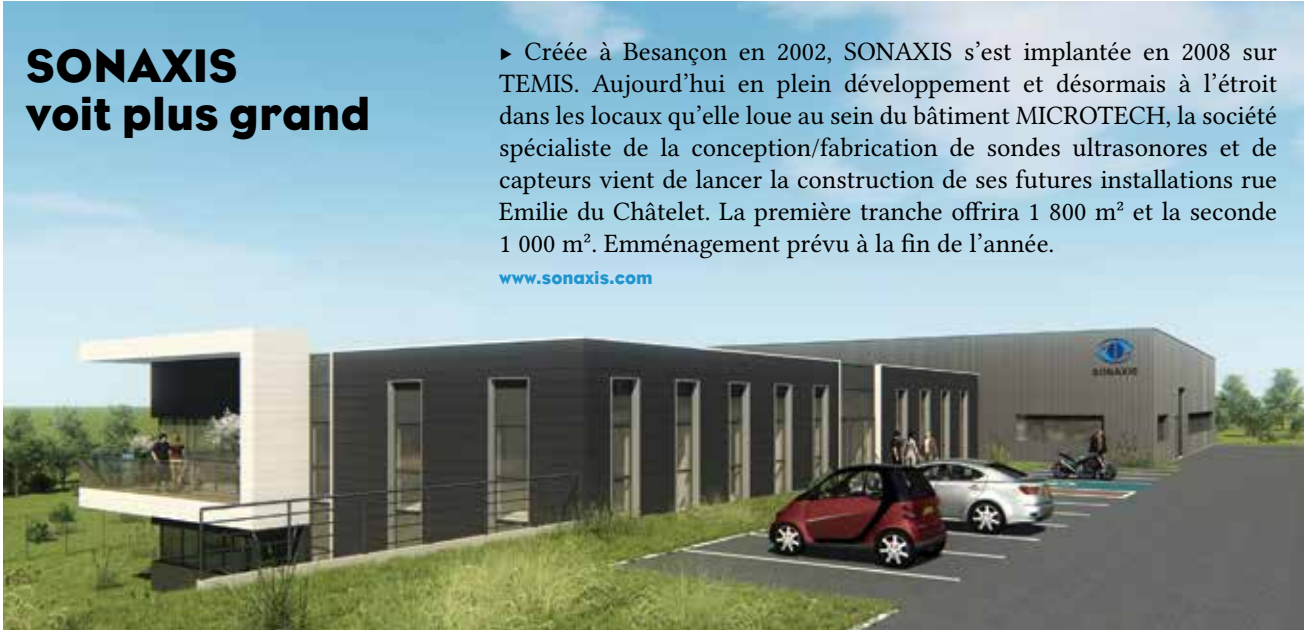 SONAXIS
voit plus grand
▸ Créée à Besançon en 2002, SONAXIS s'est implantée en 2008 sur
TEMIS. Aujourd'hui en plein développement et désormais à l'étroit
dans les locaux qu'elle loue au sein du bâtiment MICROTECH, la société
spécialiste de la conception/fabrication de sondes ultrasonores et de
capteurs vient de lancer la construction de ses futures installations rue
Emilie du Châtelet. La première tranche offrira 1 800 m² et la seconde
1 000 m². Emménagement prévu à la fin de l'année.
www.sonaxis.com
SONAXIS